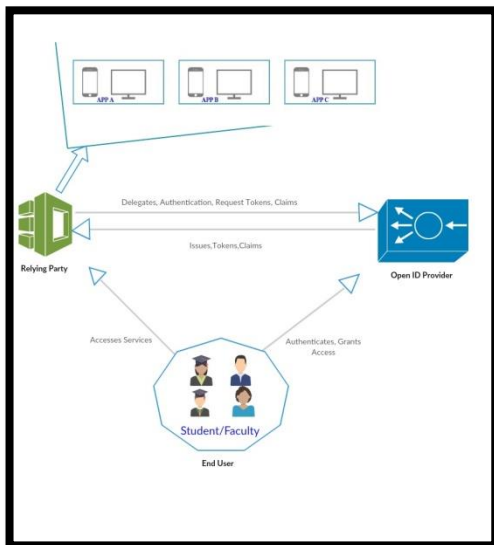 APP A
APP B
APP C
Delegates, Authentication, Request Tokens, Claims
Issues,Tokens,Claims
Relying Party
Open ID Provider
Accesses Services
Authenticates, Grants
Access
Student/Faculty
End User